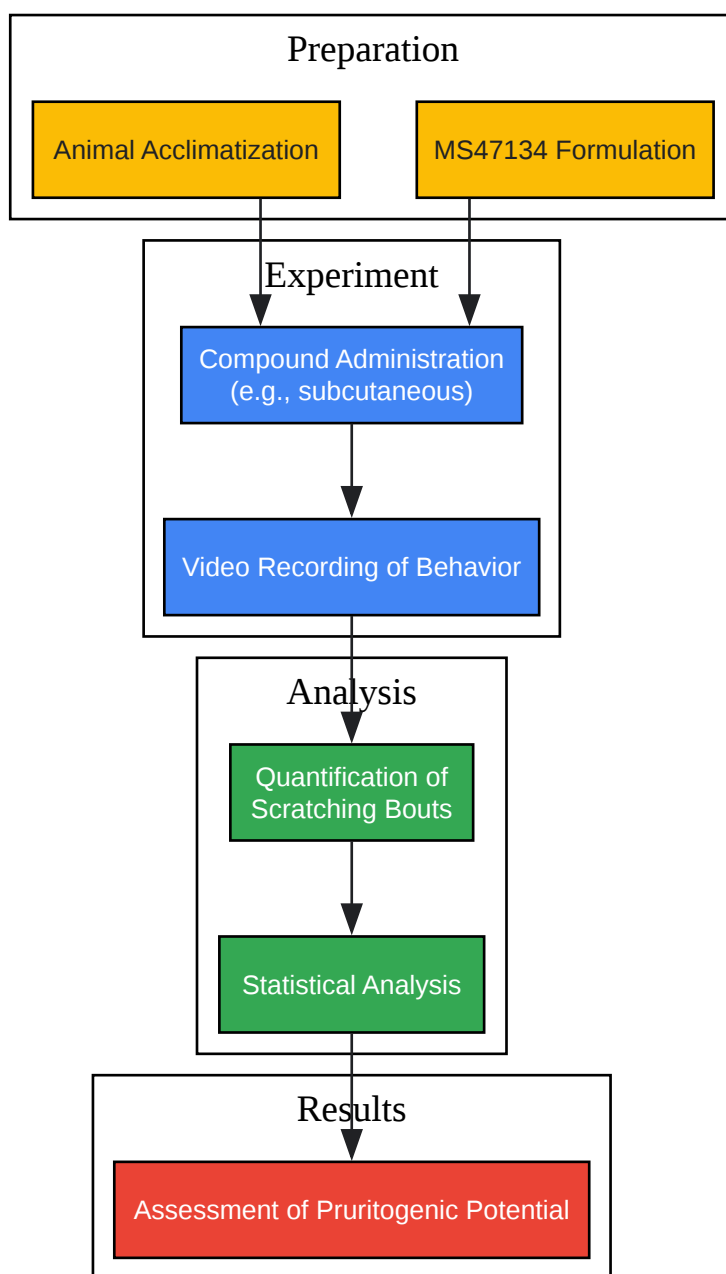 Preparation
Animal Acclimatization
MS47134 Formulation
Experiment
Compound Administration
(e.g., subcutaneous)
Video Recording of Behavior
Analysis
Quantification of
Scratching Bouts
Statistical Analysis
Results
Assessment of Pruritogenic Potential